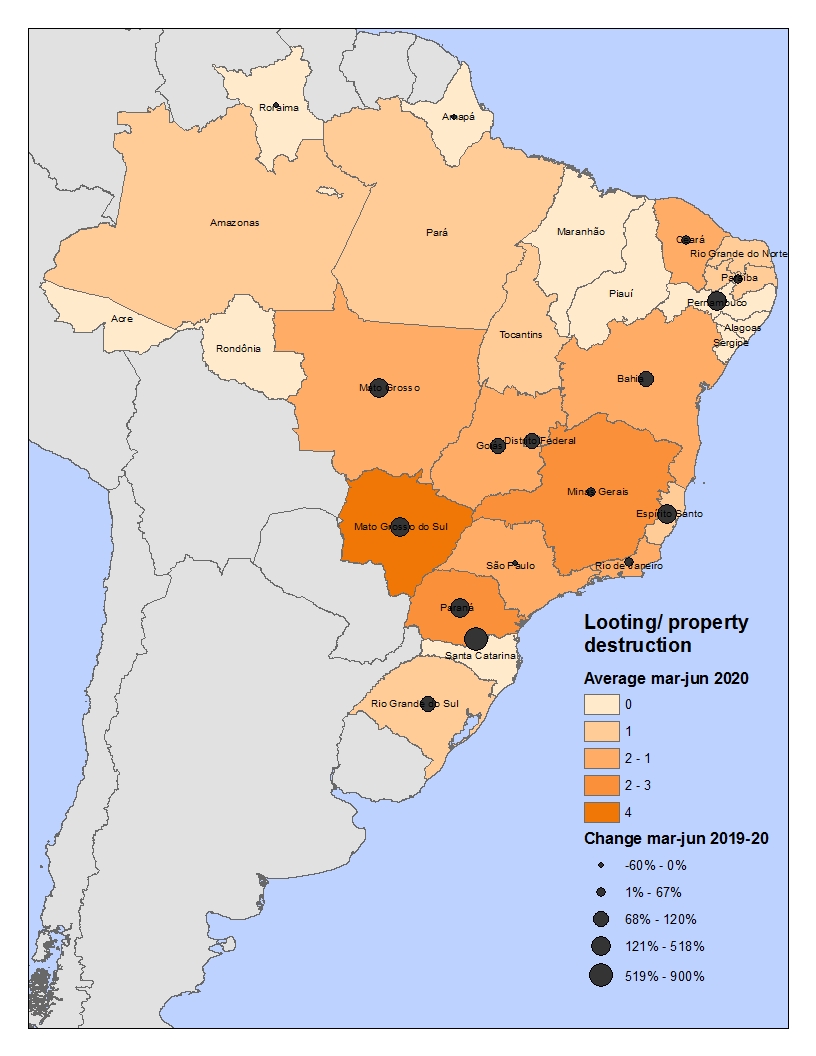 Roraima
Amapá
Amazonas
Pará
Maranhão
Ceará
Rio Grande do Norte
Paraíba
Piauí
Pernambuco
Acre
Alagoas
Tocantins
Sergipe
Rondônia
Bahia
Mato Grosso
Goiás
Distrito Federal
Minas Gerais
Espírito Santo
Mato Grosso do Sul
São Paulo
Rio de Janeiro
Paraná
Santa Catarina
Rio Grande do Sul
Looting/ property
destruction
Average mar-jun 2020
0
1
2 - 1
2 - 3
4
Change mar-jun 2019-20
-60% - 0%
1% - 67%
68% - 120%
121% - 518%
519% - 900%